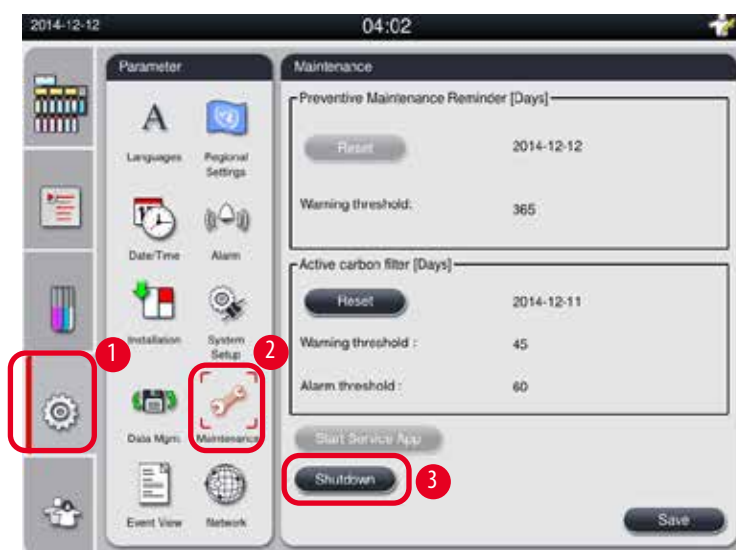 2014-12-12 04:02
Parameter
Languages
Regional Settings
Date/Time
Alarm
Installation
System Setup
Data Mgm.
Maintenance
Event View
Network
1
2
Maintenance
Preventive Maintenance Reminder [Days]
Reset 2014-12-12
Warning threshold: 365
Active carbon filter [Days]
Reset 2014-12-11
Warning threshold : 45
Alarm threshold : 60
Start Service App
Shutdown 3
Save